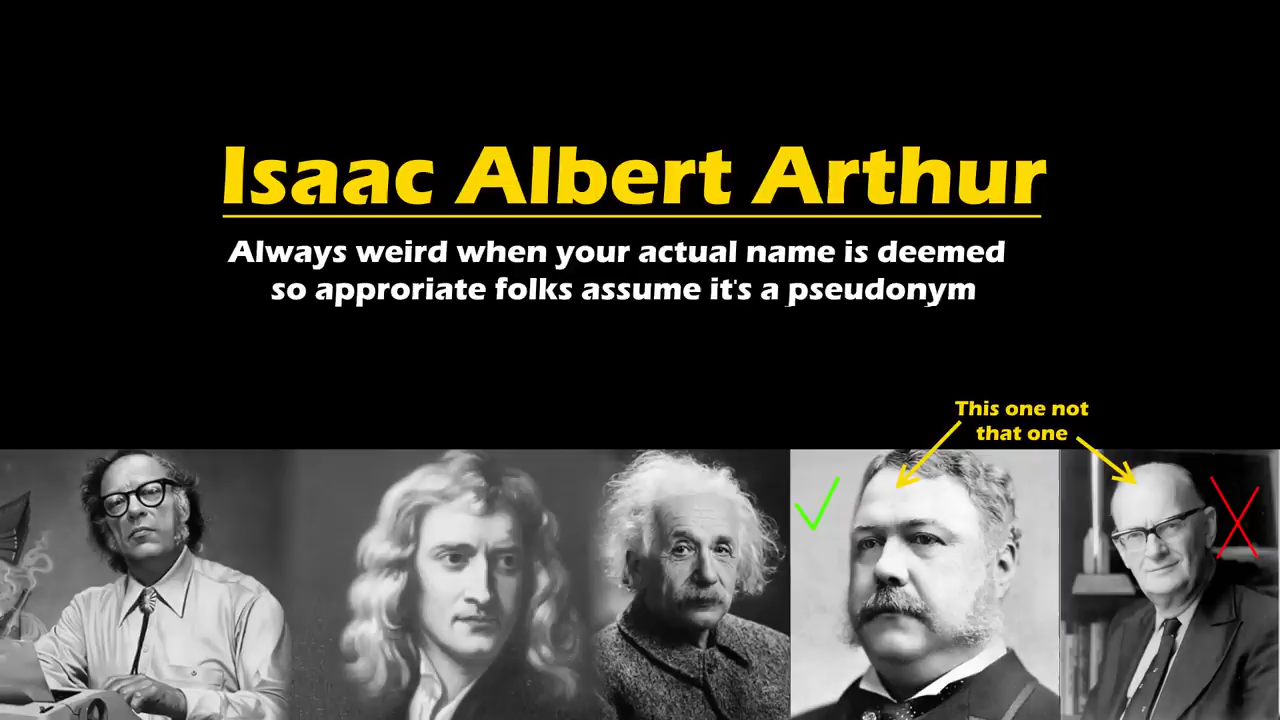 Isaac Albert Arthur
Always weird when your actual name is deemed
so approriate folks assume it's a pseudonym
This one not
that one